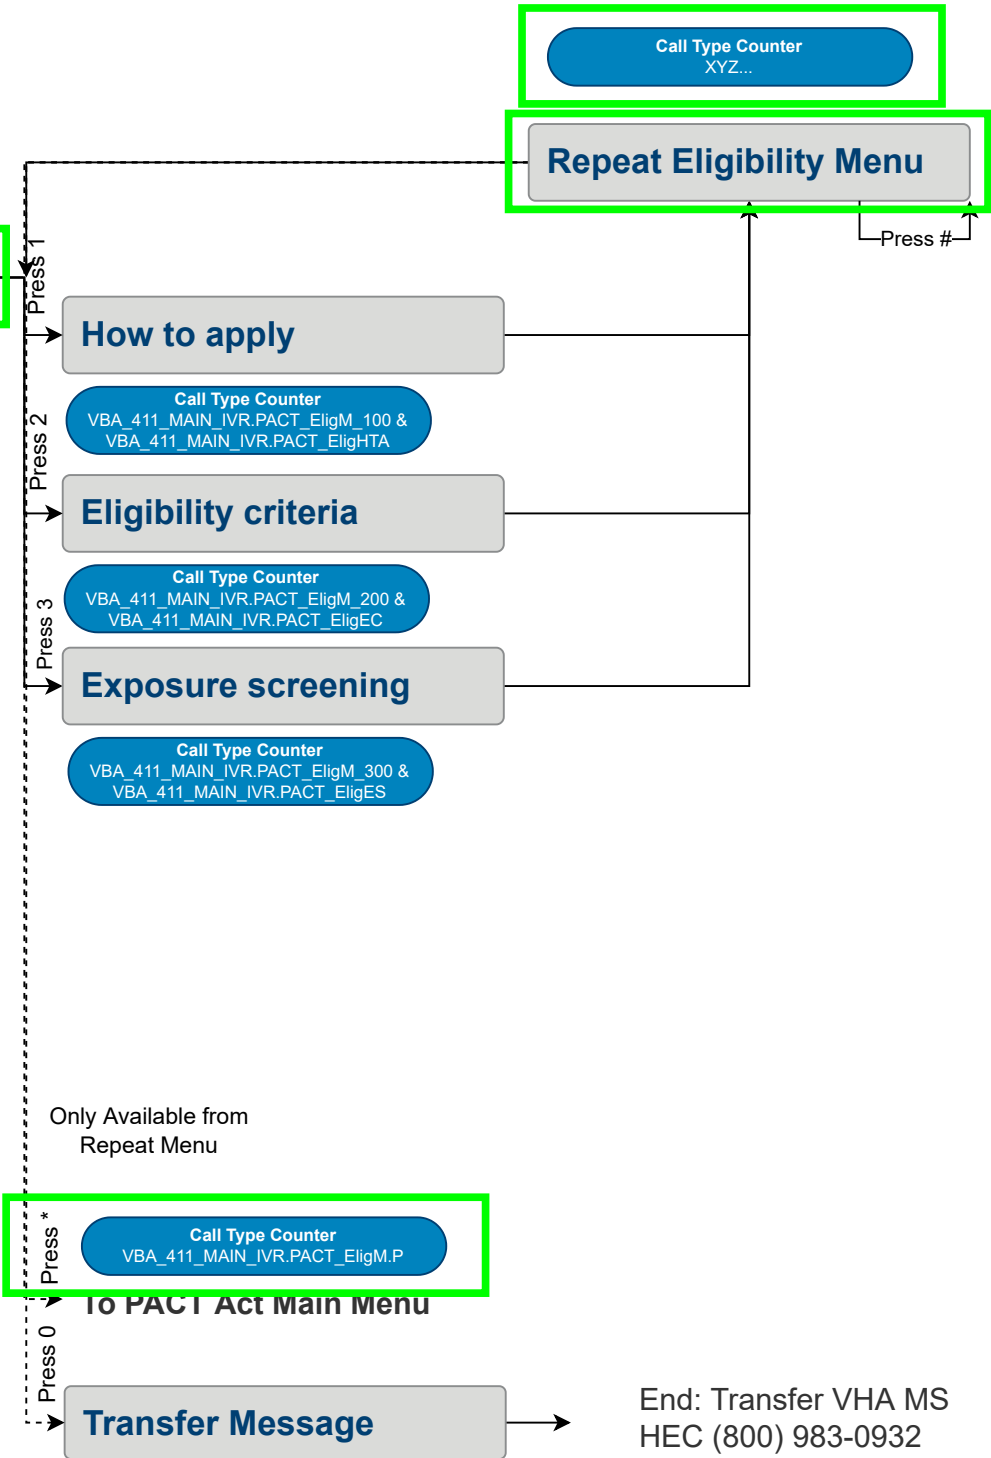 Call Type Counter
XYZ...
Repeat Eligibility Menu
Press #
Press 1
How to apply
Call Type Counter
VBA_411_MAIN_IVR.PACT_EligM_100 &
VBA_411_MAIN_IVR.PACT_EligHTA
Press 2
Eligibility criteria
Call Type Counter
VBA_411_MAIN_IVR.PACT_EligM_200 &
VBA_411_MAIN_IVR.PACT_EligEC
Press 3
Exposure screening
Call Type Counter
VBA_411_MAIN_IVR.PACT_EligM_300 &
VBA_411_MAIN_IVR.PACT_EligES
Only Available from
Repeat Menu
Press *
Call Type Counter
VBA_411_MAIN_IVR.PACT_EligM.P
To PACT Act Main Menu
Press 0
Transfer Message
End: Transfer VHA MS
HEC (800) 983-0932